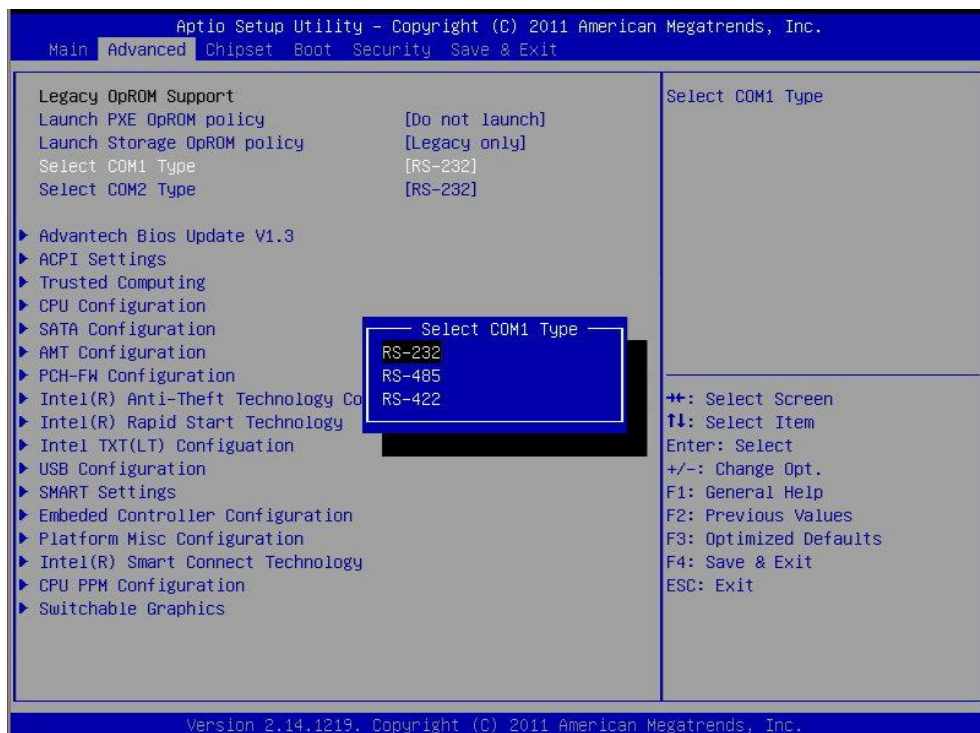 Aptio Setup Utility – Copyright (C) 2011 American Megatrends, Inc.
Main Advanced Chipset Boot Security Save & Exit
Legacy OpROM Support
Launch PXE OpROM policy [Do not launch]
Launch Storage OpROM policy [Legacy only]
Select COM1 Type [RS-232]
Select COM2 Type [RS-232]
Advantech Bios Update V1.3
ACPI Settings
Trusted Computing
CPU Configuration
SATA Configuration
AMT Configuration
PCH-FW Configuration
Intel(R) Anti-Theft Technology Co
Intel(R) Rapid Start Technology
Intel TXT(LT) Configuation
USB Configuration
SMART Settings
Embeded Controller Configuration
Platform Misc Configuration
Intel(R) Smart Connect Technology
CPU PPM Configuration
Switchable Graphics
Select COM1 Type
RS-232
RS-485
RS-422
Select COM1 Type
→←: Select Screen
↑↓: Select Item
Enter: Select
+/-: Change Opt.
F1: General Help
F2: Previous Values
F3: Optimized Defaults
F4: Save & Exit
ESC: Exit
Version 2.14.1219. Copyright (C) 2011 American Megatrends, Inc.